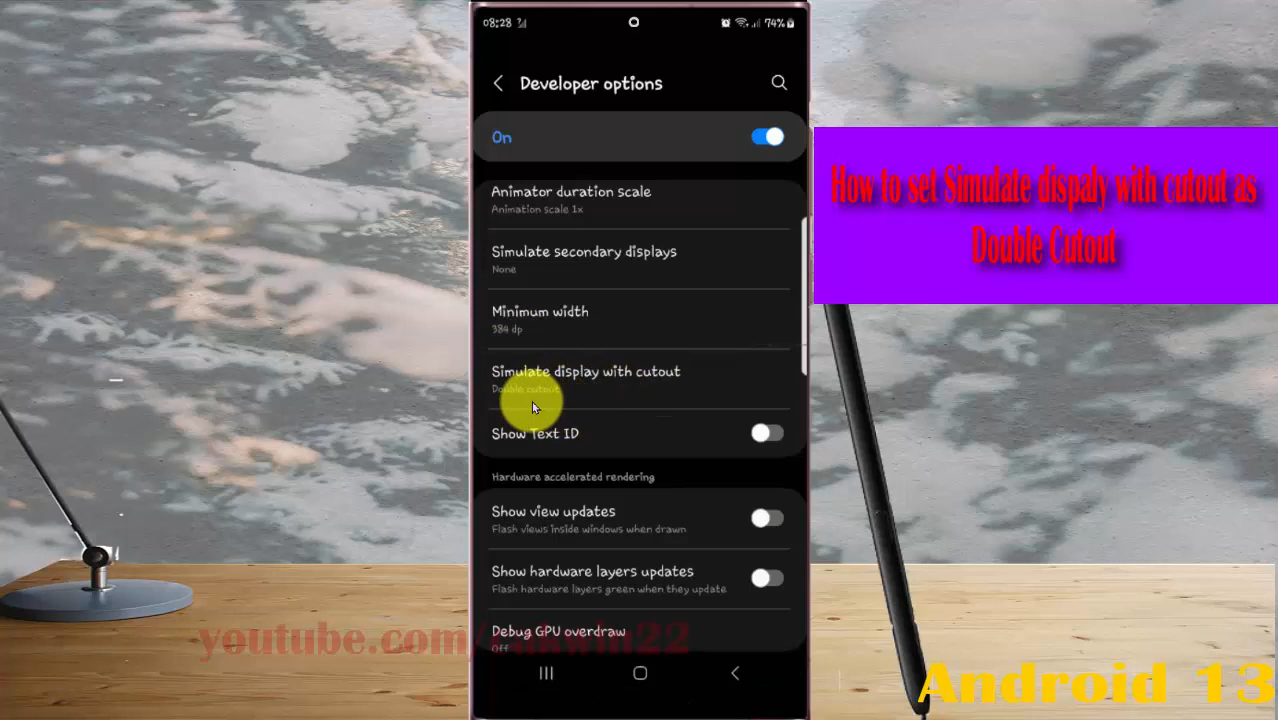 08:28
74%
Developer options
On
Animator duration scale
Animation scale 1x
Simulate secondary displays
None
Minimum width
384 dp
Simulate display with cutout
Double cutout
Show Text ID
Hardware accelerated rendering
Show view updates
Flash views inside windows when drawn
Show hardware layers updates
Flash hardware layers green when they update
Debug GPU overdraw
Off
How to set Simulate dispaly with cutout as
Double Cutout
youtube.com/
Android 13